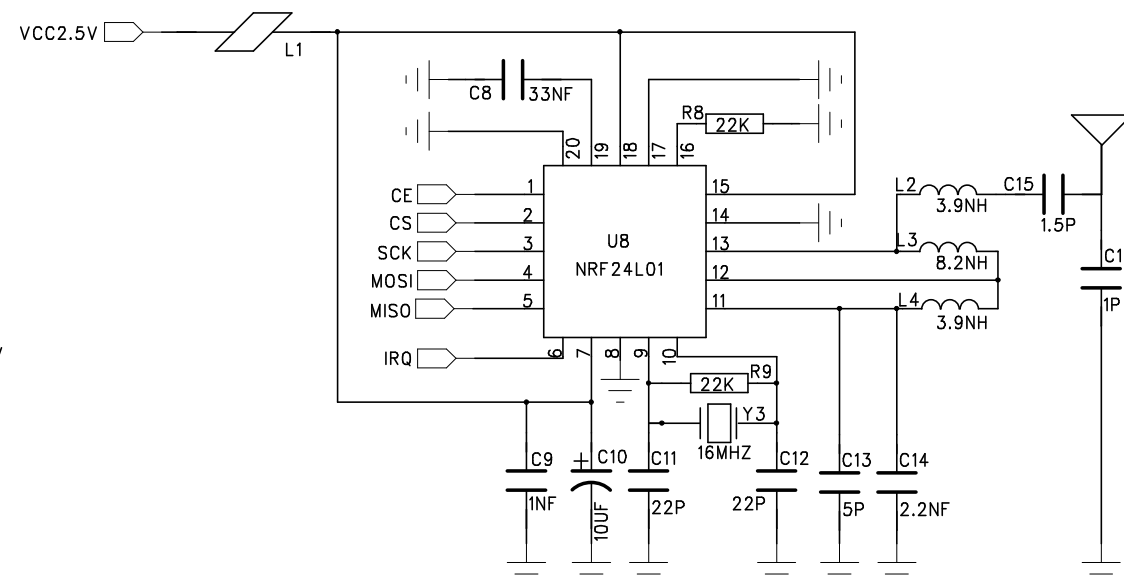 VCC2.5V
L1
C8
33NF
R8
22K
20
19
18
17
16
CE
1
CS
2
SCK
3
MOSI
4
MISO
5
IRQ
6
7
8
9
10
U8
NRF24L01
15
14
13
12
11
L2
3.9NH
C15
1.5P
L3
8.2NH
L4
3.9NH
C1
1P
R9
22K
Y3
16MHZ
C9
1NF
C10
10UF
C11
22P
C12
22P
C13
5P
C14
2.2NF